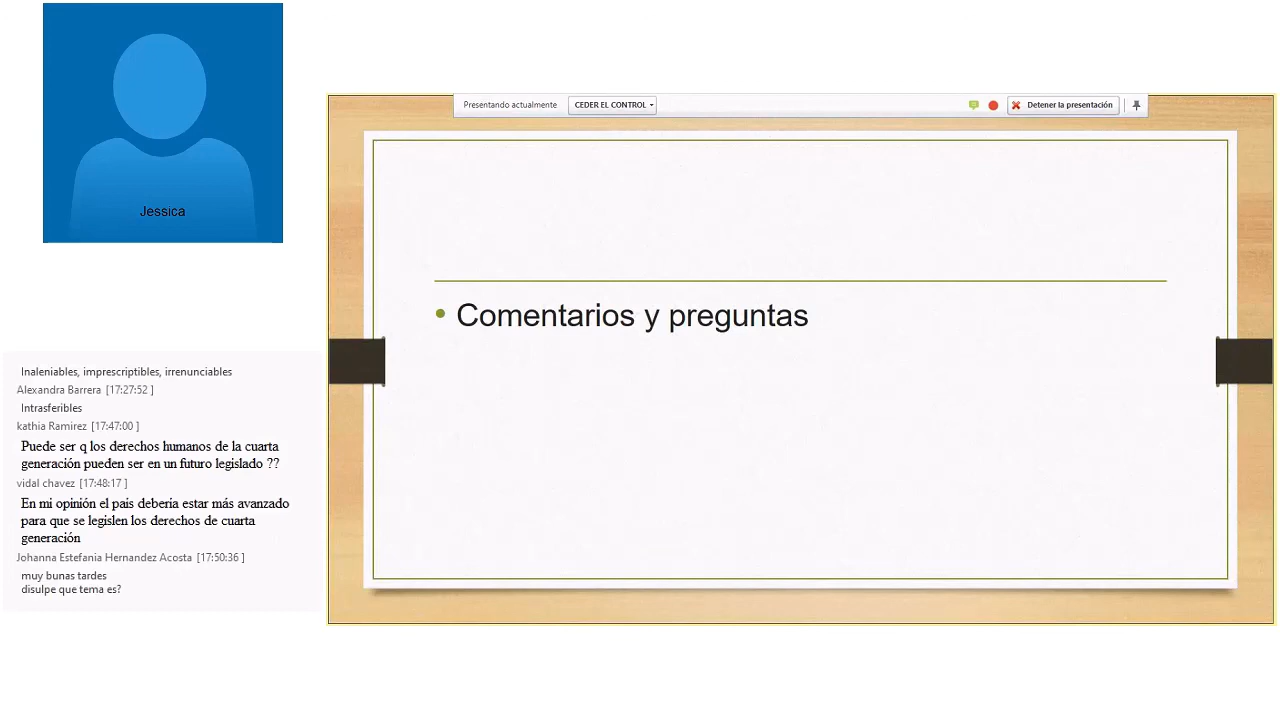 Jessica
Presentando actualmente
CEDER EL CONTROL
Detener la presentación
Comentarios y preguntas
Inaleniables, imprescriptibles, irrenunciables
Alexandra Barrera [17:27:52 ]
Intrasferibles
kathia Ramirez [17:47:00 ]
Puede ser q los derechos humanos de la cuarta
generación pueden ser en un futuro legislado ??
vidal chavez [17:48:17 ]
En mi opinión el pais debería estar más avanzado
para que se legislen los derechos de cuarta
generación
Johanna Estefania Hernandez Acosta [17:50:36 ]
muy bunas tardes
disulpe que tema es?